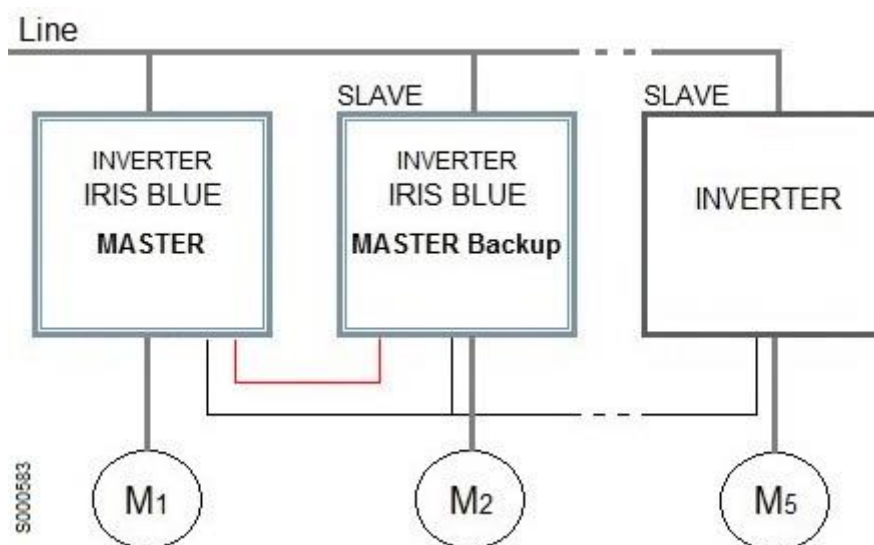 Line
SLAVE
SLAVE
INVERTER
IRIS BLUE
MASTER
INVERTER
IRIS BLUE
MASTER Backup
INVERTER
M1
M2
M5
S000583